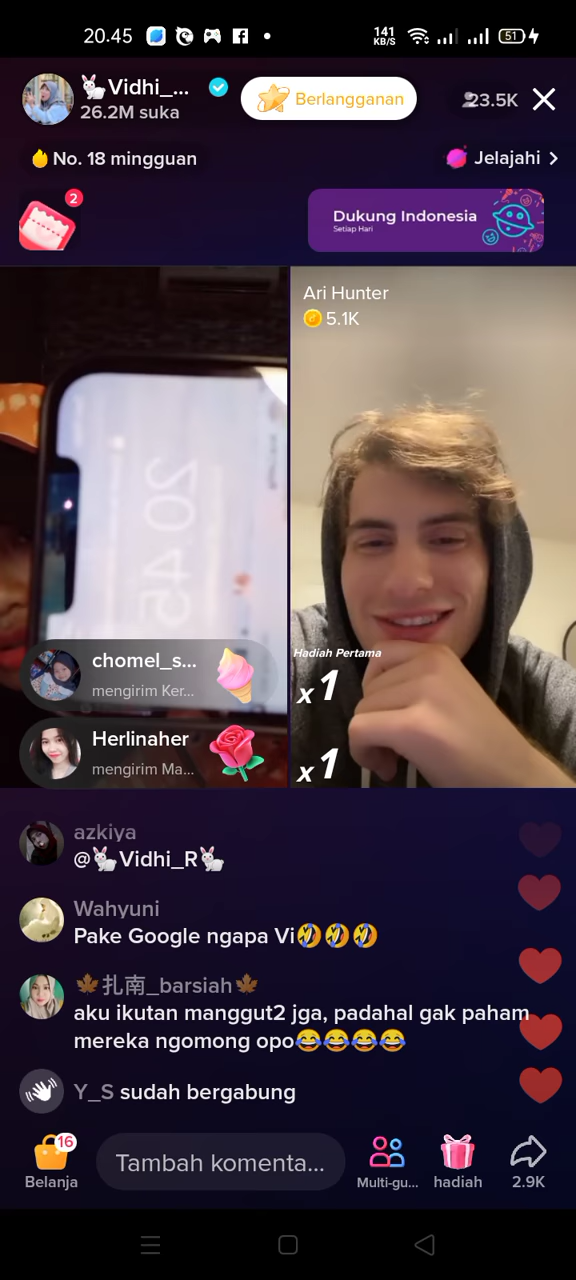 20.45
141
KB/S
51
🐇Vidhi_...
26.2M suka
Berlangganan
23.5K
No. 18 mingguan
Jelajahi
2
Dukung Indonesia
Setiap Hari
Ari Hunter
5.1K
20 45
Hadiah Pertama
x1
x1
chomel_s...
mengirim Ker...
Herlinaher
mengirim Ma...
azkiya
@🐇Vidhi_R🐇
Wahyuni
Pake Google ngapa Vi🤣🤣🤣
🍁扎南_barsiah🍁
aku ikutan manggut2 jga, padahal gak paham
mereka ngomong opo😂😂😂😂
Y_S sudah bergabung
16
Belanja
Tambah komenta...
Multi-gu...
hadiah
2.9K